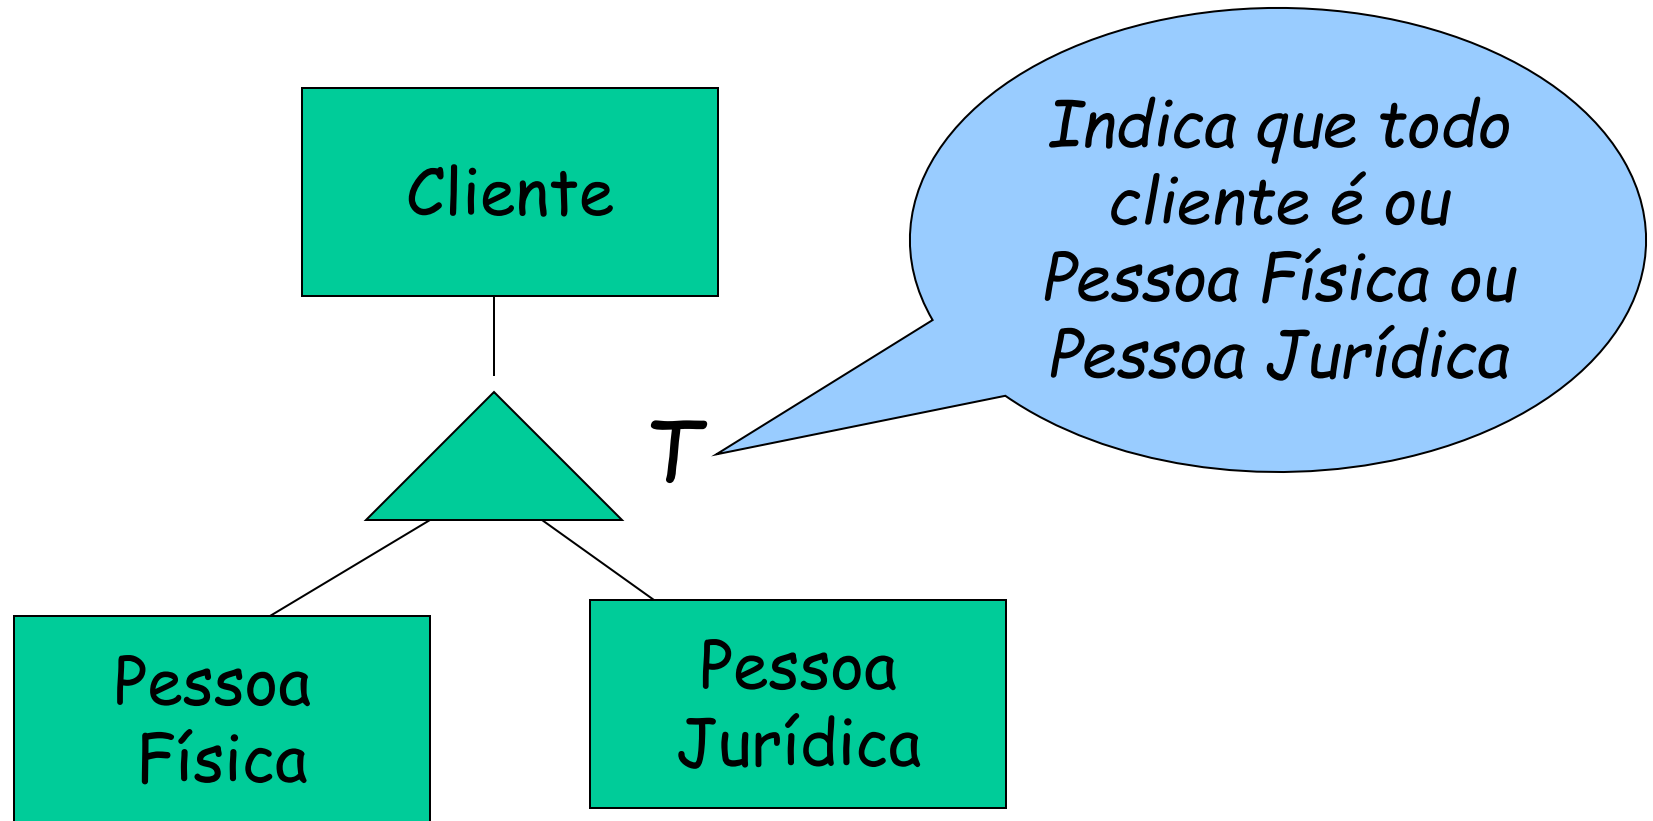 Cliente
Indica que todo
cliente é ou
Pessoa Física ou
Pessoa Jurídica
T
Pessoa
Física
Pessoa
Jurídica